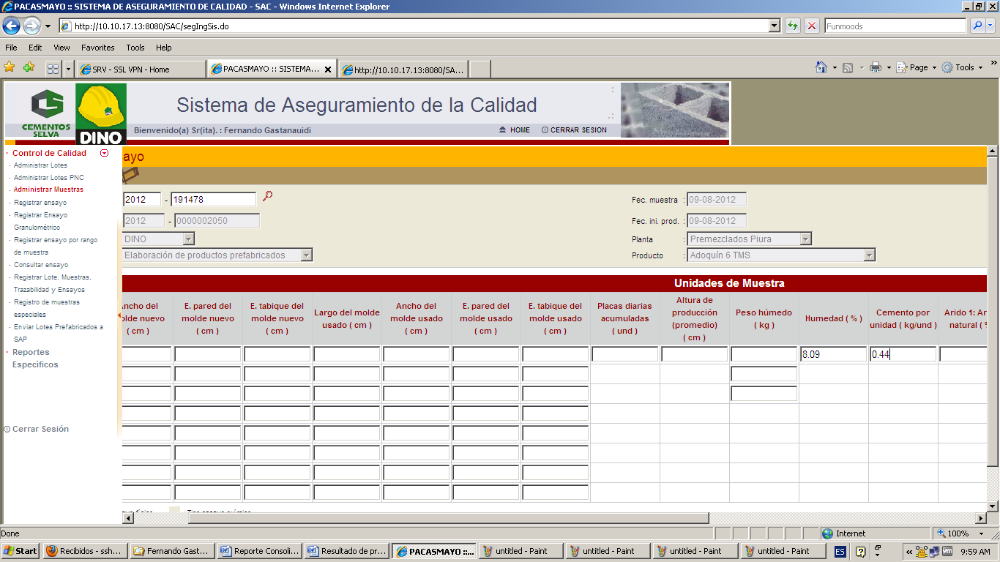 PACASMAYO :: SISTEMA DE ASEGURAMIENTO DE CALIDAD - SAC - Windows Internet Explorer
http://10.10.17.13:8080/SAC/segIngSis.do
Funmoods
File Edit View Favorites Tools Help
SRV - SSL VPN - Home
PACASMAYO :: SISTEMA...
http://10.10.17.13:8080/SA...
Page
Tools
CEMENTOS
SELVA
DINO
Sistema de Aseguramiento de la Calidad
Bienvenido(a) Sr(ita). : Fernando Gastanauidi
HOME
CERRAR SESION
Control de Calidad
Administrar Lotes
Administrar Lotes PNC
Administrar Muestras
Registrar ensayo
Registrar Ensayo
Granulométrico
Registrar ensayo por rango
de muestra
Consultar ensayo
Registrar Lote, Muestras,
Trazabilidad y Ensayos
Registro de muestras
especiales
Enviar Lotes Prefabricados a
SAP
Reportes
Específicos
Cerrar Sesión
ayo
2012 - 191478
Fec. muestra : 09-08-2012
2012 - 0000002050
Fec. ini. prod. : 09-08-2012
DINO
Planta : Premezclados Piura
Elaboración de productos prefabricados
Producto : Adoquín 6 TMS
Unidades de Muestra
ncho del
olde nuevo
( cm )
E. pared del
molde nuevo
( cm )
E. tabique del
molde nuevo
( cm )
Largo del molde
usado ( cm )
Ancho del
molde usado
( cm )
E. pared del
molde usado
( cm )
E. tabique del
molde usado
( cm )
Placas diarias
acumuladas
( und )
Altura de
producción
(promedio)
( cm )
Peso húmedo
( kg )
Humedad ( % )
Cemento por
unidad ( kg/und )
Arido 1: Ar
natural ( %
8.09
0.44
Done
Internet
100%
Start
Recibidos - ssh...
Fernando Gast...
Reporte Consoli...
Resultado de pr...
PACASMAYO ::...
untitled - Paint
untitled - Paint
untitled - Paint
untitled - Paint
ES
9:59 AM